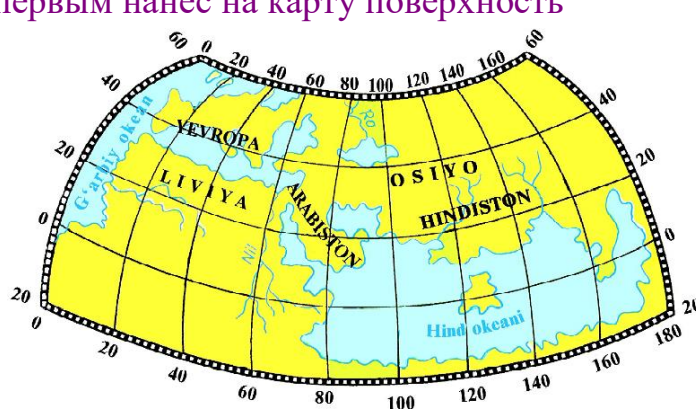 первым нанес на карту поверхность
60 0 20 40 60 80 100 120 140 160 60
40 40
20 20
0 0
20 20
G'arbiy okean
YEVROPA
Ra
OSIYO
LIVIYA
ARABISTON
HINDISTON
Nil
Hind okeani
0 20 40 60 80 100 120 140 160 180